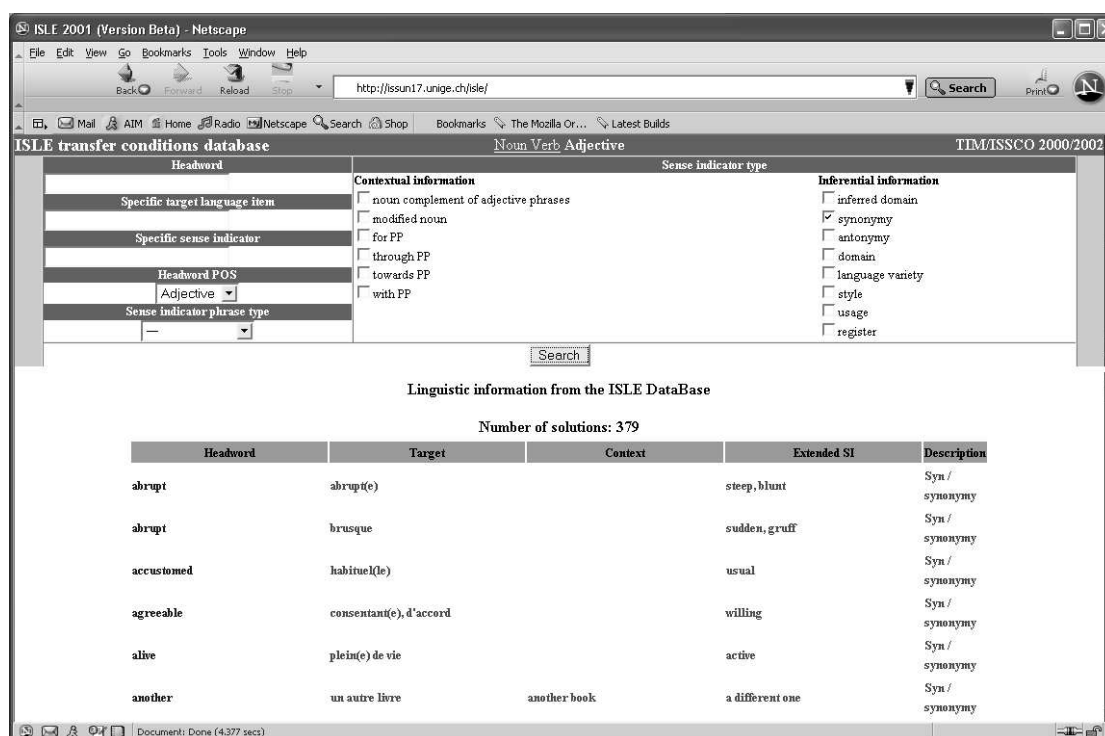 ISLE 2001 (Version Beta) - Netscape
File Edit View Go Bookmarks Tools Window Help
Back Forward Reload Stop http://issun17.unige.ch/isle/ Search Print
Mail AIM Home Radio Netscape Search Shop Bookmarks The Mozilla Or... Latest Builds
ISLE transfer conditions database Noun Verb Adjective TIM/ISSCO 2000/2002
Headword Sense indicator type
Contextual information Inferential information
noun complement of adjective phrases inferred domain
Specific target language item
modified noun synonymy
Specific sense indicator
for PP antonymy
through PP domain
Headword POS
towards PP language variety
Adjective with PP style
Sense indicator phrase type
usage
— register
Search
Linguistic information from the ISLE DataBase
Number of solutions: 379
Headword Target Context Extended SI Description
abrupt abrupt(e) steep, blunt Syn / synonymy
abrupt brusque sudden, gruff Syn / synonymy
accustomed habituel(le) usual Syn / synonymy
agreeable consentant(e), d'accord willing Syn / synonymy
alive plein(e) de vie active Syn / synonymy
another un autre livre another book a different one Syn / synonymy
Document: Done (4.377 secs)